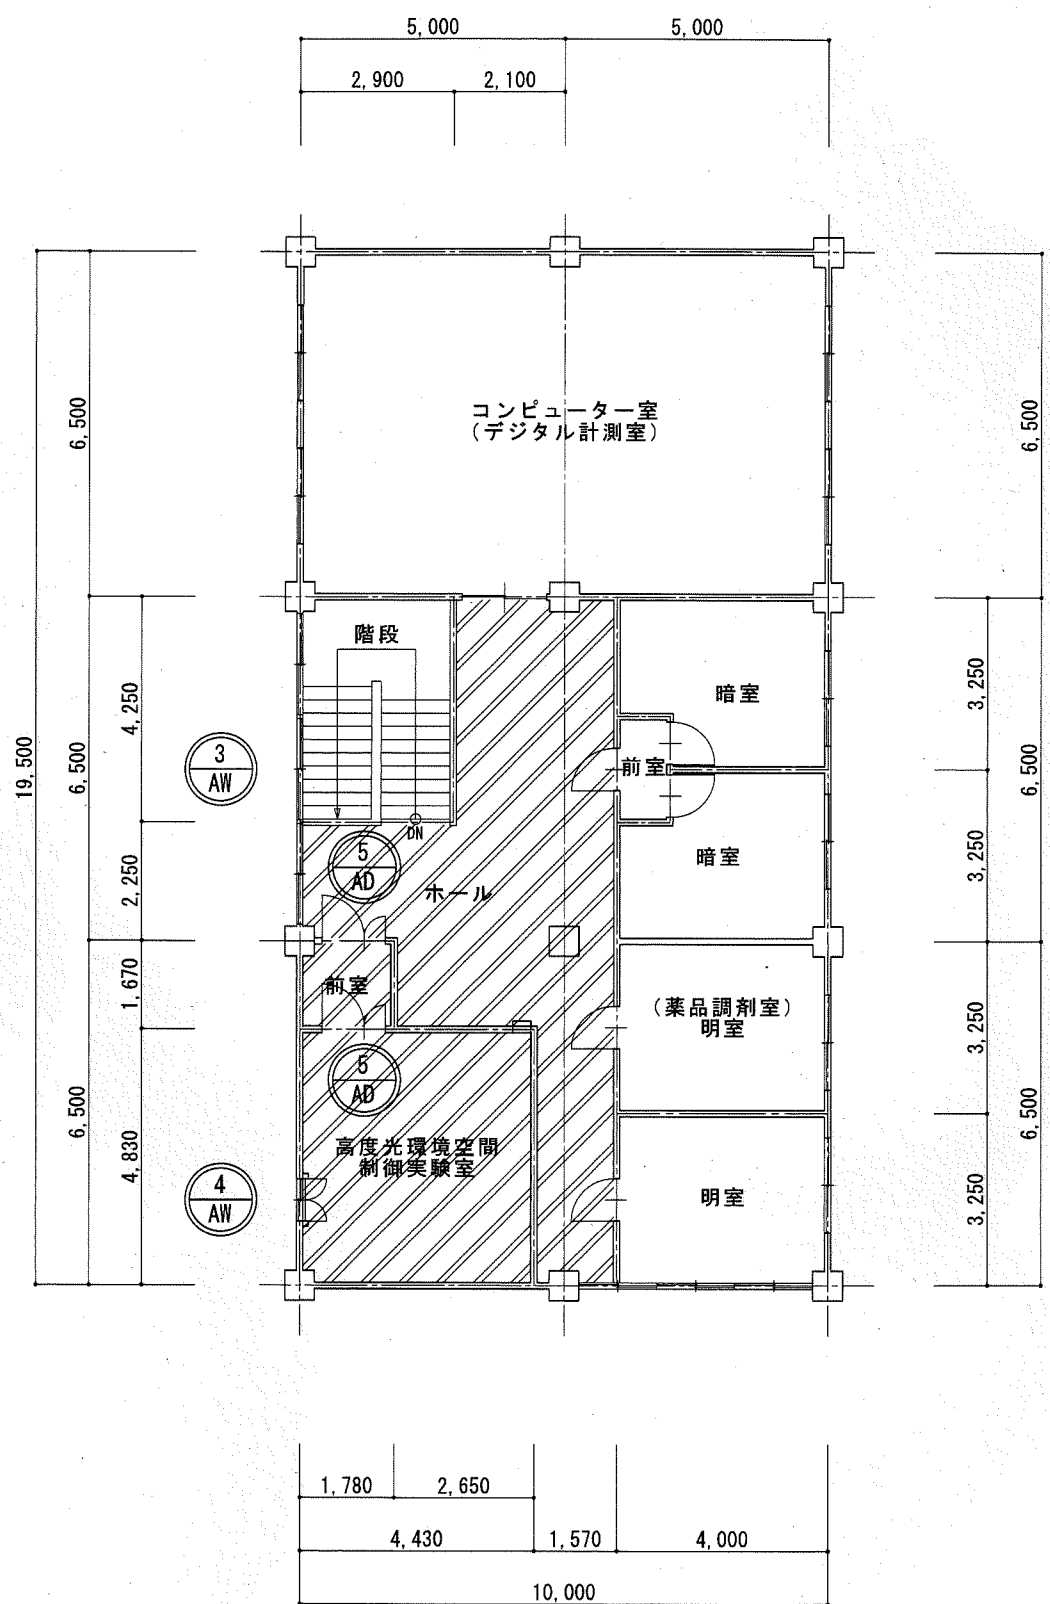 5,000
5,000
2,900
2,100
6,500
コンピューター室
(デジタル計測室)
6,500
階段
4,250
暗室
3,250
19,500
6,500
3
AW
前室
6,500
DN
5
AD
2,250
ホール
暗室
3,250
1,670
前室
(薬品調剤室)
明室
3,250
5
AD
6,500
4,830
高度光環境空間
制御実験室
6,500
4
AW
明室
3,250
1,780
2,650
4,430
1,570
4,000
10,000